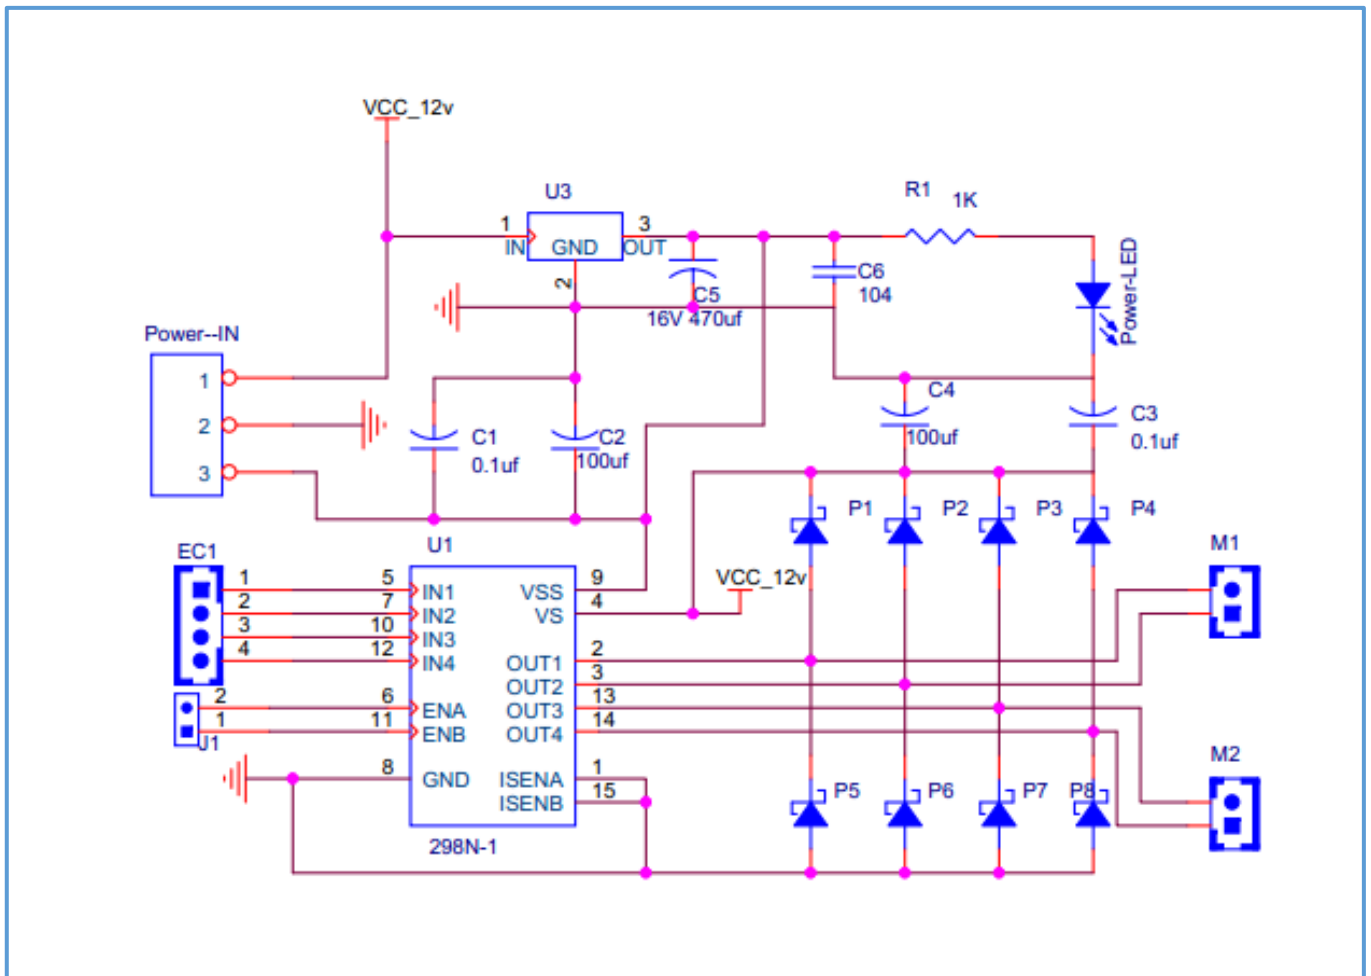 VCC_12v
U3
R1
1K
1
3
IN
GND
OUT
2
C5
16V 470uf
C6
104
Power-LED
Power--IN
1
2
3
C1
0.1uf
C2
100uf
C4
100uf
C3
0.1uf
P1
P2
P3
P4
EC1
1
2
3
4
U1
5
7
10
12
IN1
IN2
IN3
IN4
9
4
VSS
VS
VCC_12v
M1
2
3
13
14
OUT1
OUT2
OUT3
OUT4
2
1
J1
6
11
ENA
ENB
8
GND
ISENA
ISENB
1
15
298N-1
P5
P6
P7
P8
M2